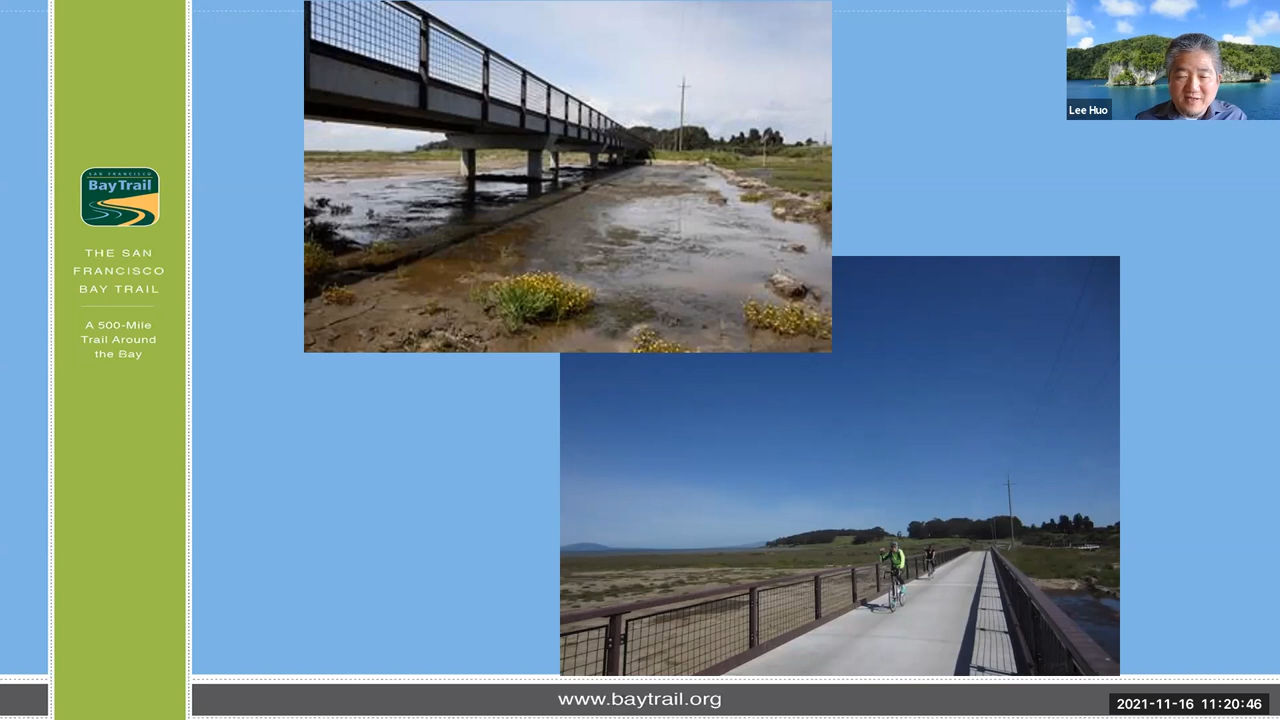 SAN FRANCISCO
Bay Trail
THE SAN
FRANCISCO
BAY TRAIL
A 500-Mile
Trail Around
the Bay
Lee Huo
www.baytrail.org
2021-11-16 11:20:46